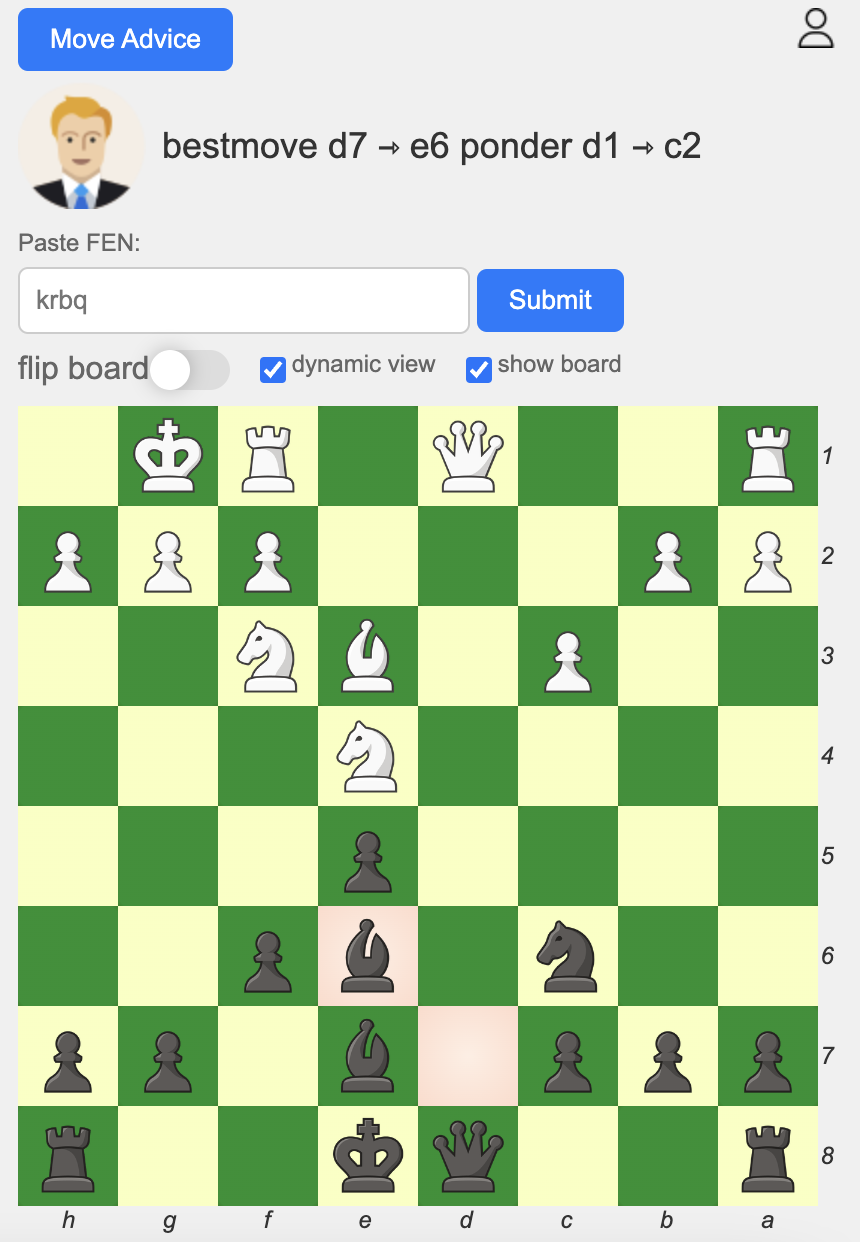 Move Advice
bestmove d7 → e6 ponder d1 → c2
Paste FEN:
krbq
Submit
flip board
dynamic view
show board
1
2
3
4
5
6
7
8
h g f e d c b a